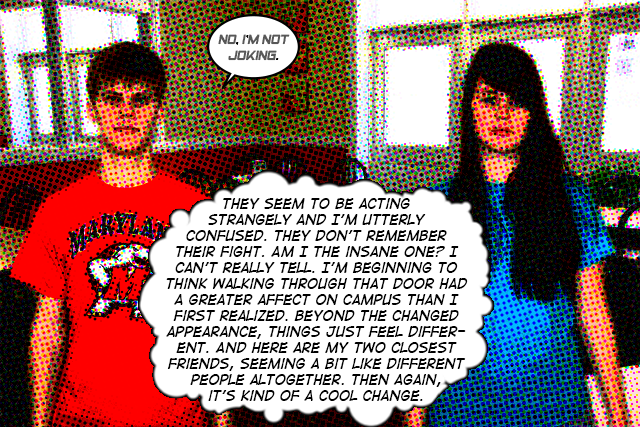 NO, I'M NOT
JOKING.
MARYLAN
M
THEY SEEM TO BE ACTING
STRANGELY AND I'M UTTERLY
CONFUSED. THEY DON'T REMEMBER
THEIR FIGHT. AM I THE INSANE ONE? I
CAN'T REALLY TELL. I'M BEGINNING TO
THINK WALKING THROUGH THAT DOOR HAD
A GREATER AFFECT ON CAMPUS THAN I
FIRST REALIZED. BEYOND THE CHANGED
APPEARANCE, THINGS JUST FEEL DIFFER-
ENT. AND HERE ARE MY TWO CLOSEST
FRIENDS, SEEMING A BIT LIKE DIFFERENT
PEOPLE ALTOGETHER. THEN AGAIN,
IT'S KIND OF A COOL CHANGE.